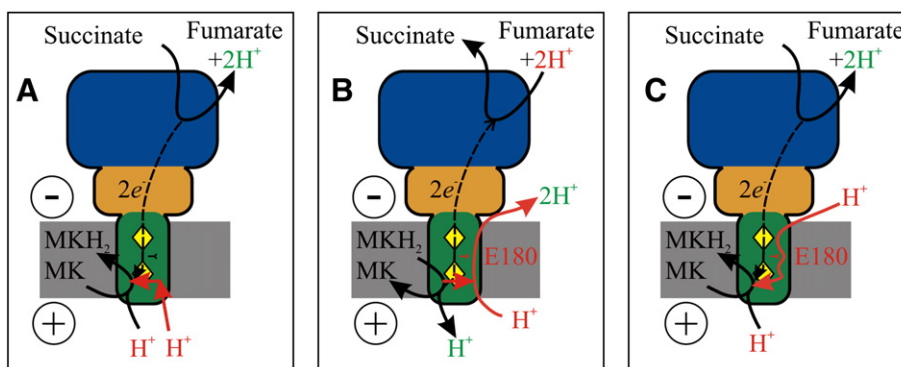 A
Succinate Fumarate
+2H⁺
2e⁻
-
MKH₂
MK
+
H⁺ H⁺
B
Succinate Fumarate
+2H⁺
2e⁻
-
2H⁺
MKH₂ E180
MK
+
H⁺
H⁺
C
Succinate Fumarate
+2H⁺
2e⁻
-
H⁺
MKH₂ E180
MK
+
H⁺